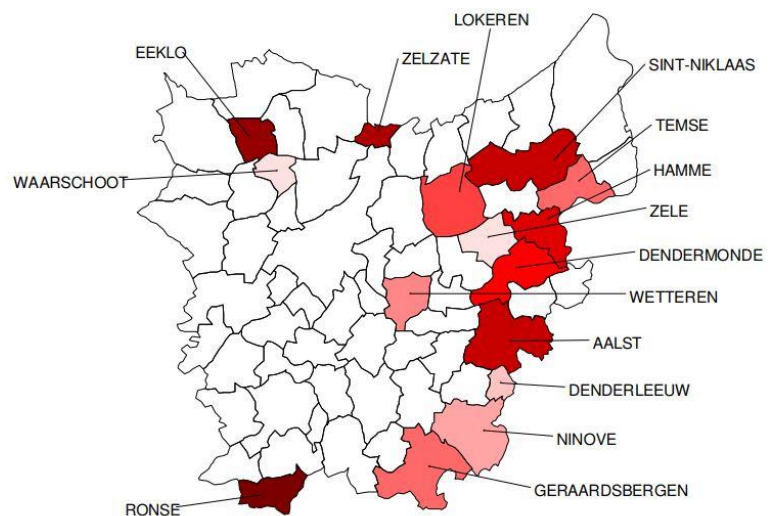 LOKEREN
EEKLO
ZELZATE
SINT-NIKLAAS
TEMSE
HAMME
WAARSCHOOT
ZELE
DENDERMONDE
WETTEREN
AALST
DENDERLEEUW
NINOVE
GERAARDSBERGEN
RONSE